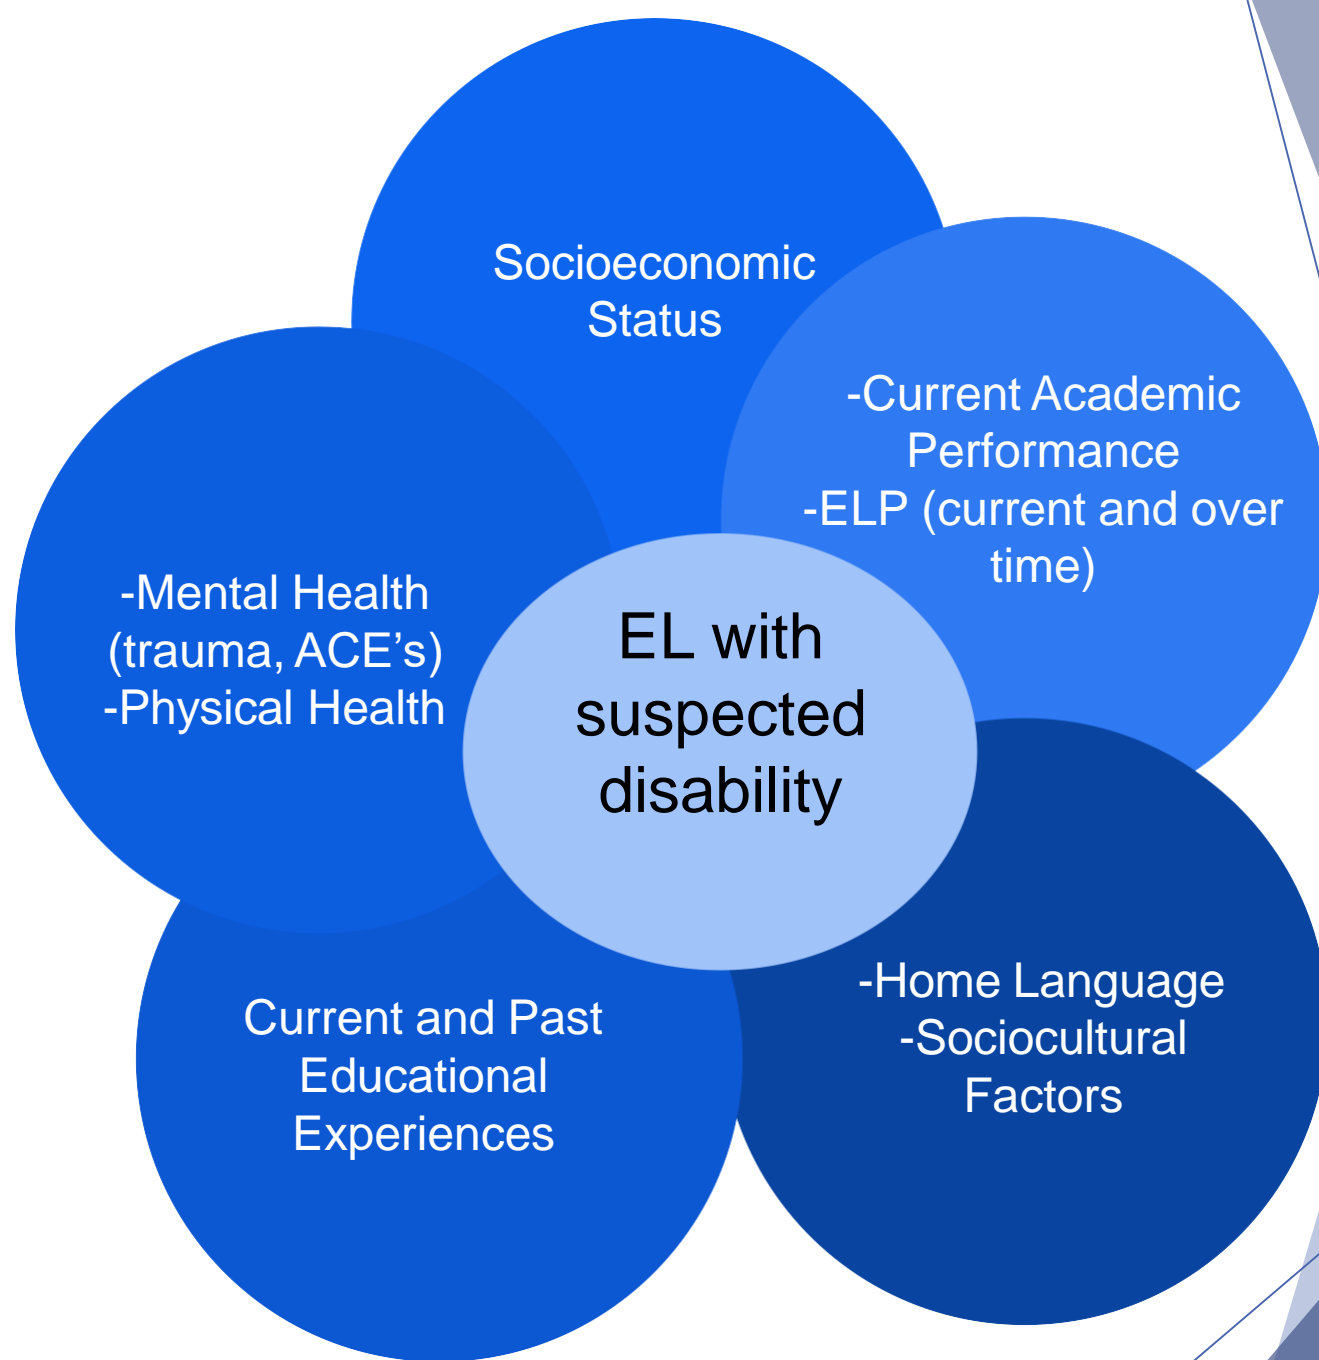 Socioeconomic
Status
-Current Academic
Performance
-ELP (current and over
time)
-Mental Health
(trauma, ACE’s)
-Physical Health
EL with
suspected
disability
-Home Language
-Sociocultural
Factors
Current and Past
Educational
Experiences